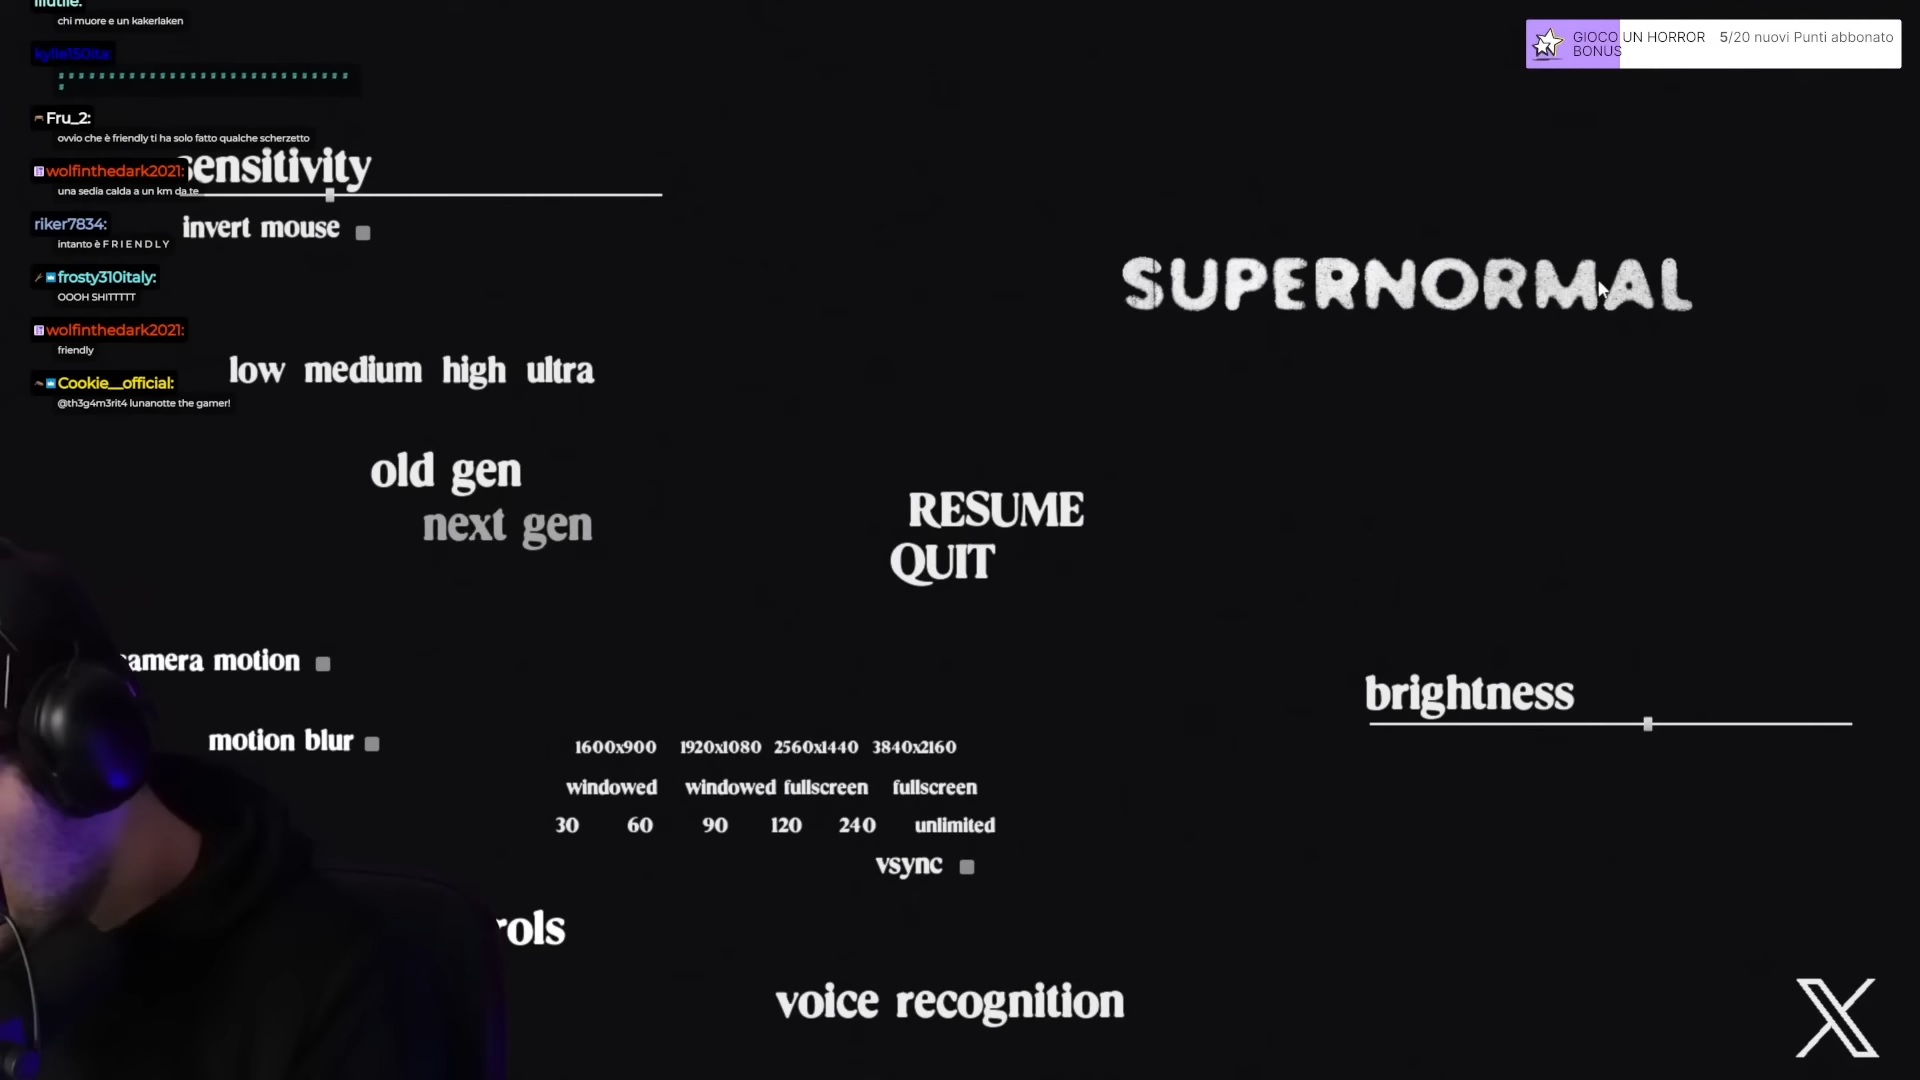 chi muore e un kakerlaken
kylie150ita:
Fru_2:
ovvio che è friendly ti ha solo fatto qualche scherzetto
wolfinthedark2021:
una sedia calda a un km da te
riker7834:
intanto è F R I E N D L Y
frosty310italy:
OOOH SHITTTTT
wolfinthedark2021:
friendly
Cookie__official:
@th3g4m3rit4 lunanotte the gamer!
GIOCO UN HORROR BONUS
5/20 nuovi Punti abbonato
sensitivity
invert mouse
SUPERNORMAL
low medium high ultra
old gen
next gen
RESUME
QUIT
camera motion
motion blur
brightness
1600x900 1920x1080 2560x1440 3840x2160
windowed windowed fullscreen fullscreen
30 60 90 120 240 unlimited
vsync
rols
voice recognition
X